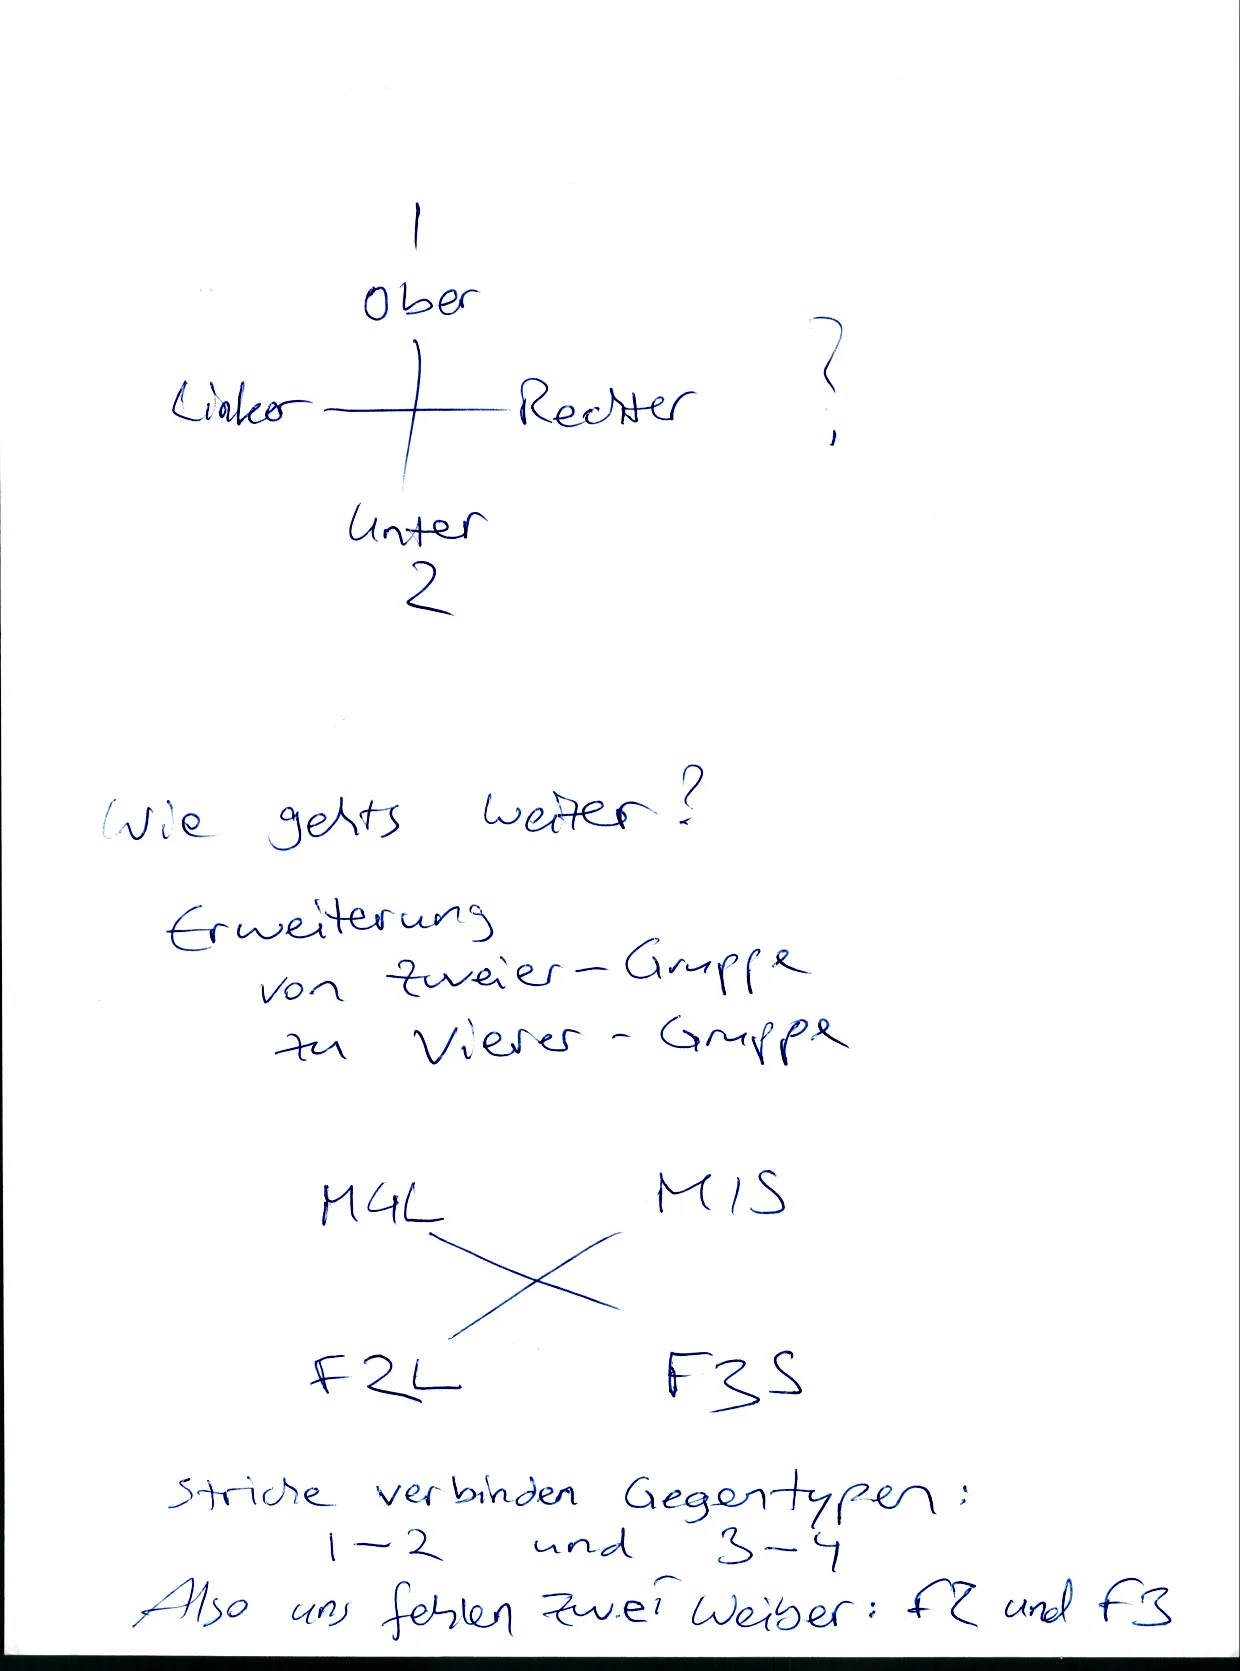 1
Ober
Linker Rechter ?
Unter
2
Wie gehts weiter?
Erweiterung
von Zweier-Gruppe
zu Vierer-Gruppe
M4L M1S
F2L F3S
Striche verbinden Gegentypen:
1-2 und 3-4
Also uns fehlen zwei Weiber: F2 und F3